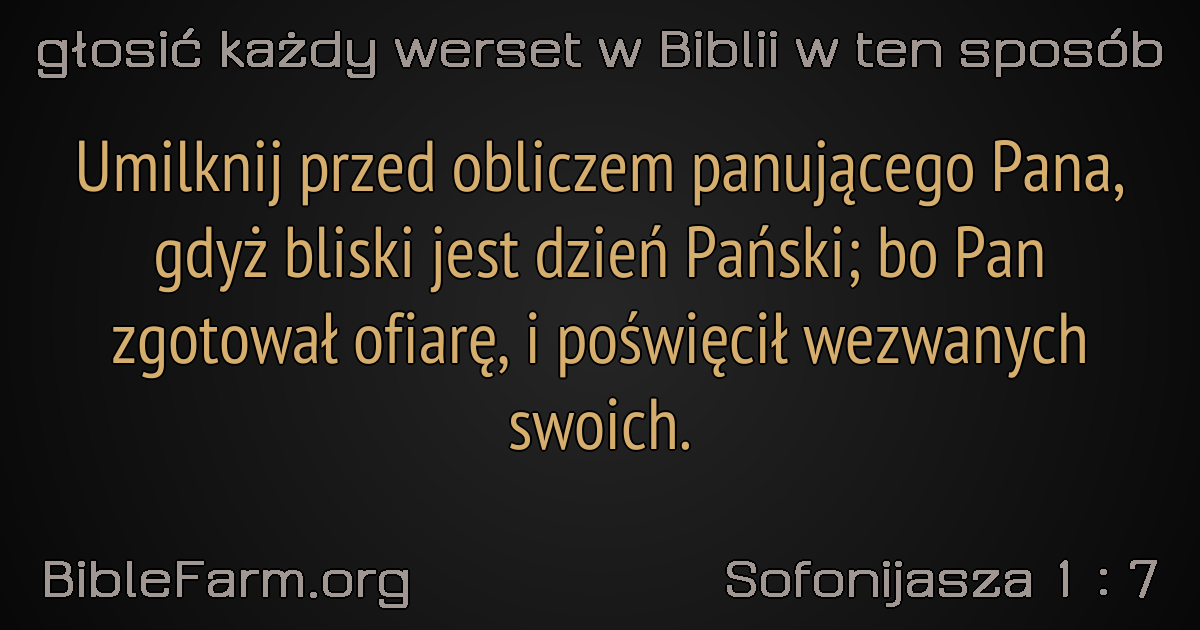 głosić każdy werset w Biblii w ten sposób
Umilknij przed obliczem panującego Pana,
gdyż bliski jest dzień Pański; bo Pan
zgotował ofiarę, i poświęcił wezwanych
swoich.
BibleFarm.org
Sofonijasza 1 : 7